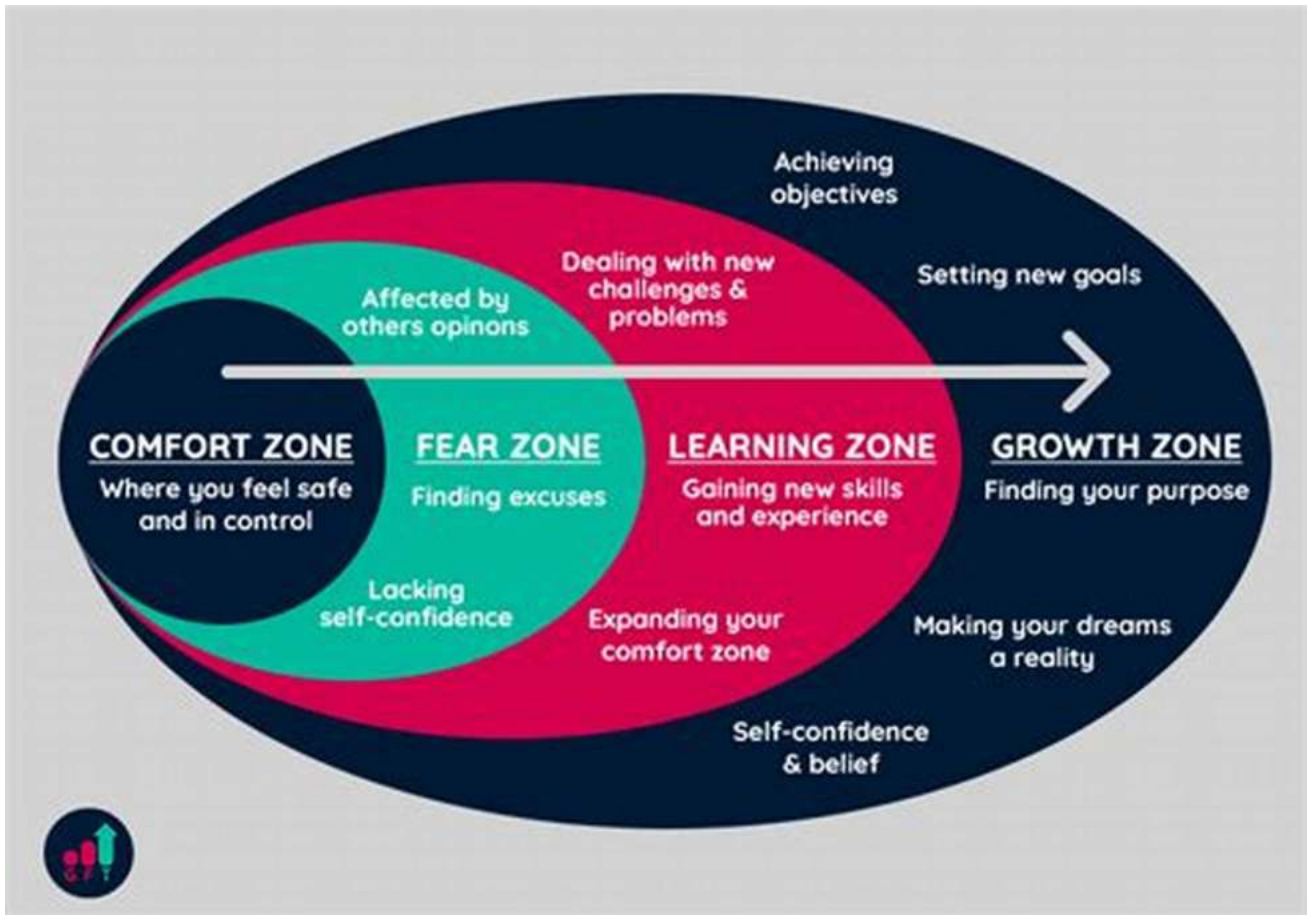 COMFORT ZONE
Where you feel safe
and in control
Affected by
others opinons
FEAR ZONE
Finding excuses
Lacking
self-confidence
Dealing with new
challenges &
problems
LEARNING ZONE
Gaining new skills
and experience
Expanding your
comfort zone
Achieving
objectives
Setting new goals
GROWTH ZONE
Finding your purpose
Making your dreams
a reality
Self-confidence
& belief